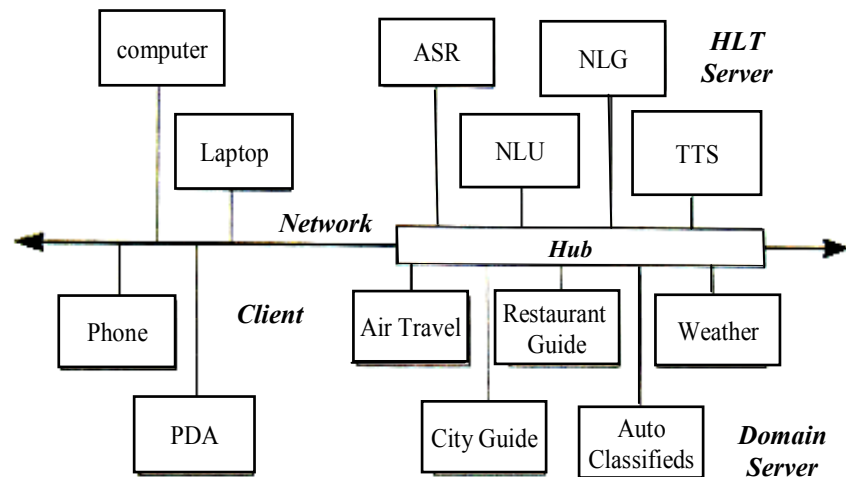 computer
ASR
NLG
HLT
Server
Laptop
NLU
TTS
Network
Hub
Phone
Client
Air Travel
Restaurant
Guide
Weather
PDA
City Guide
Auto
Classifieds
Domain
Server